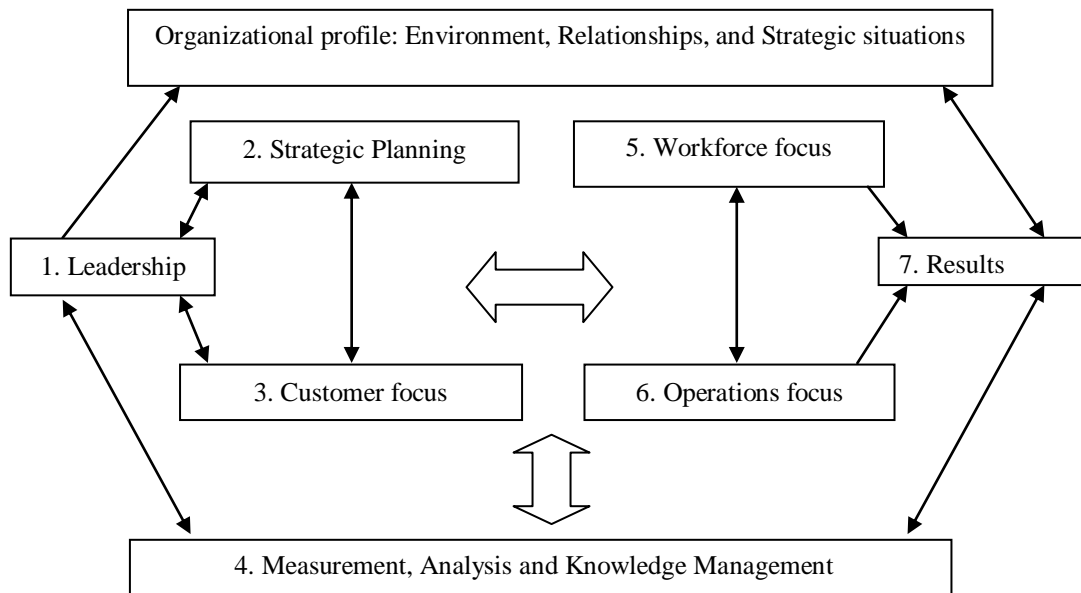 Organizational profile: Environment, Relationships, and Strategic situations
2. Strategic Planning
5. Workforce focus
1. Leadership
7. Results
3. Customer focus
6. Operations focus
4. Measurement, Analysis and Knowledge Management